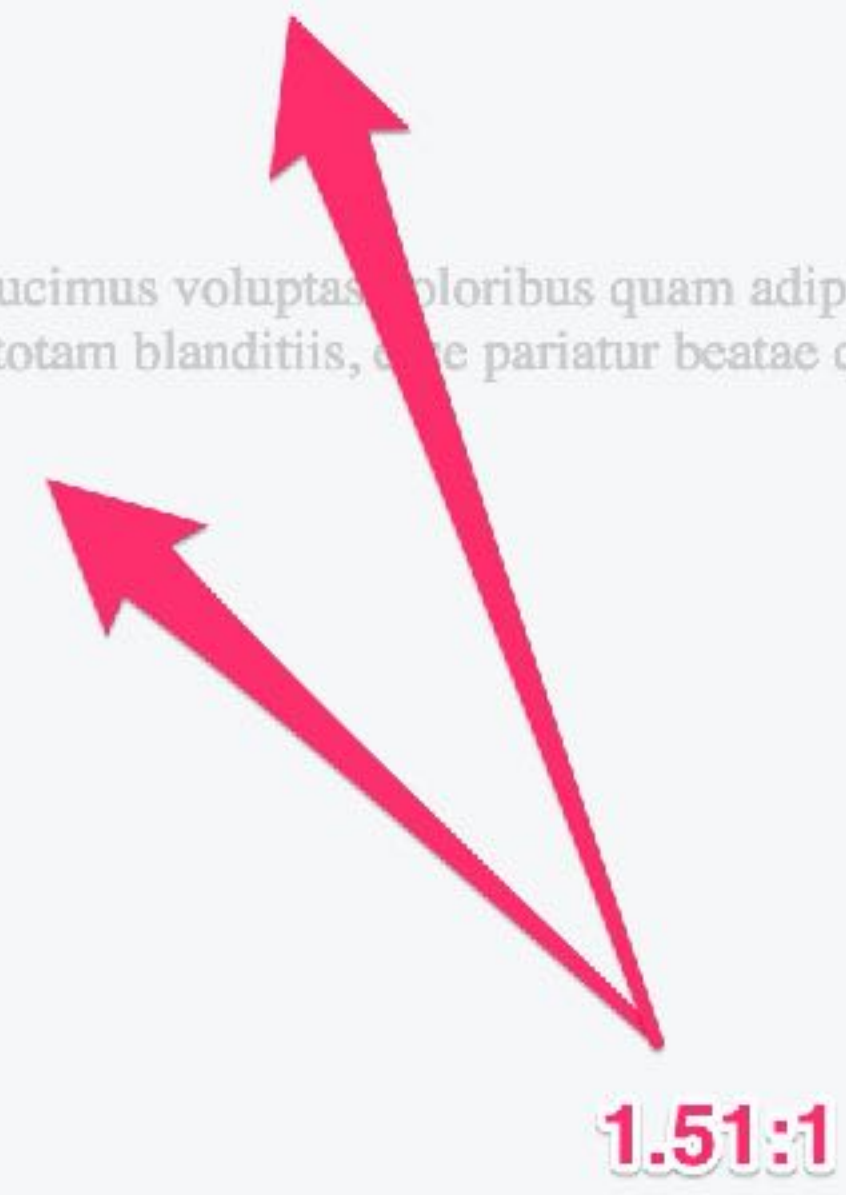 ucimus voluptas oloribus quam adip
totam blanditiis, e pariatur beatae
1.51:1